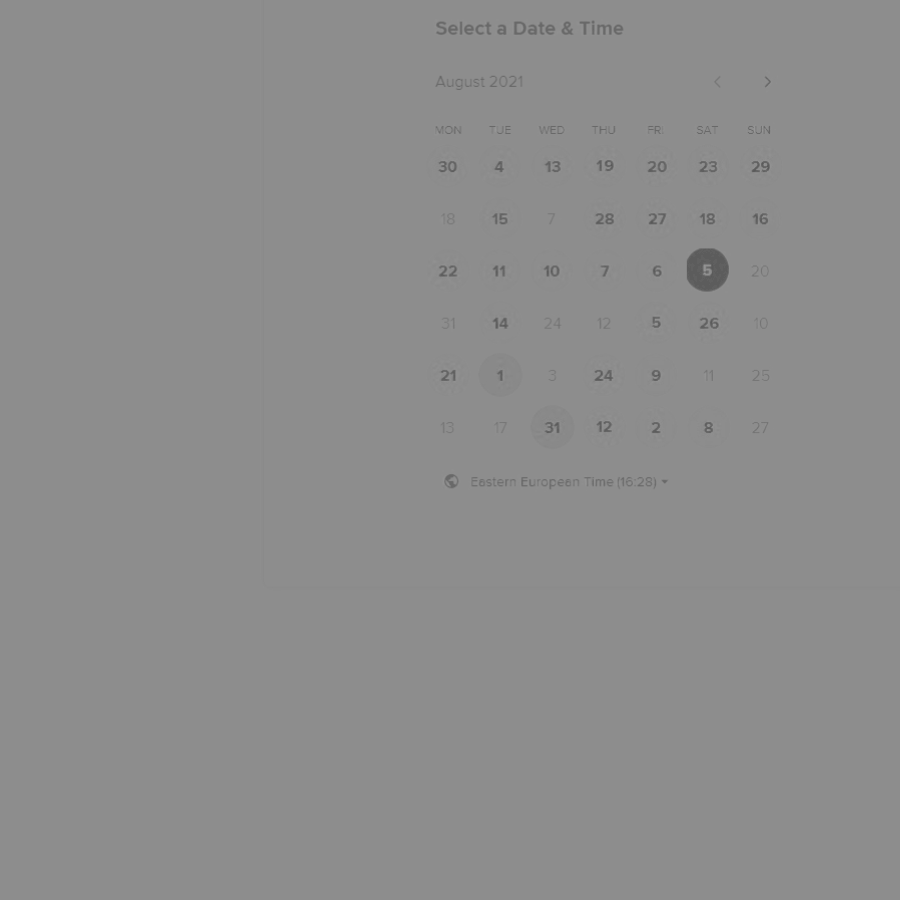 Select a Date & Time
August 2021
MON TUE WED THU FRI SAT SUN
30 4 13 19 20 23 29
18 15 7 28 27 18 16
22 11 10 7 6 5 20
31 14 24 12 5 26 10
21 1 3 24 9 11 25
13 17 31 12 2 8 27
Eastern European Time (16:28)